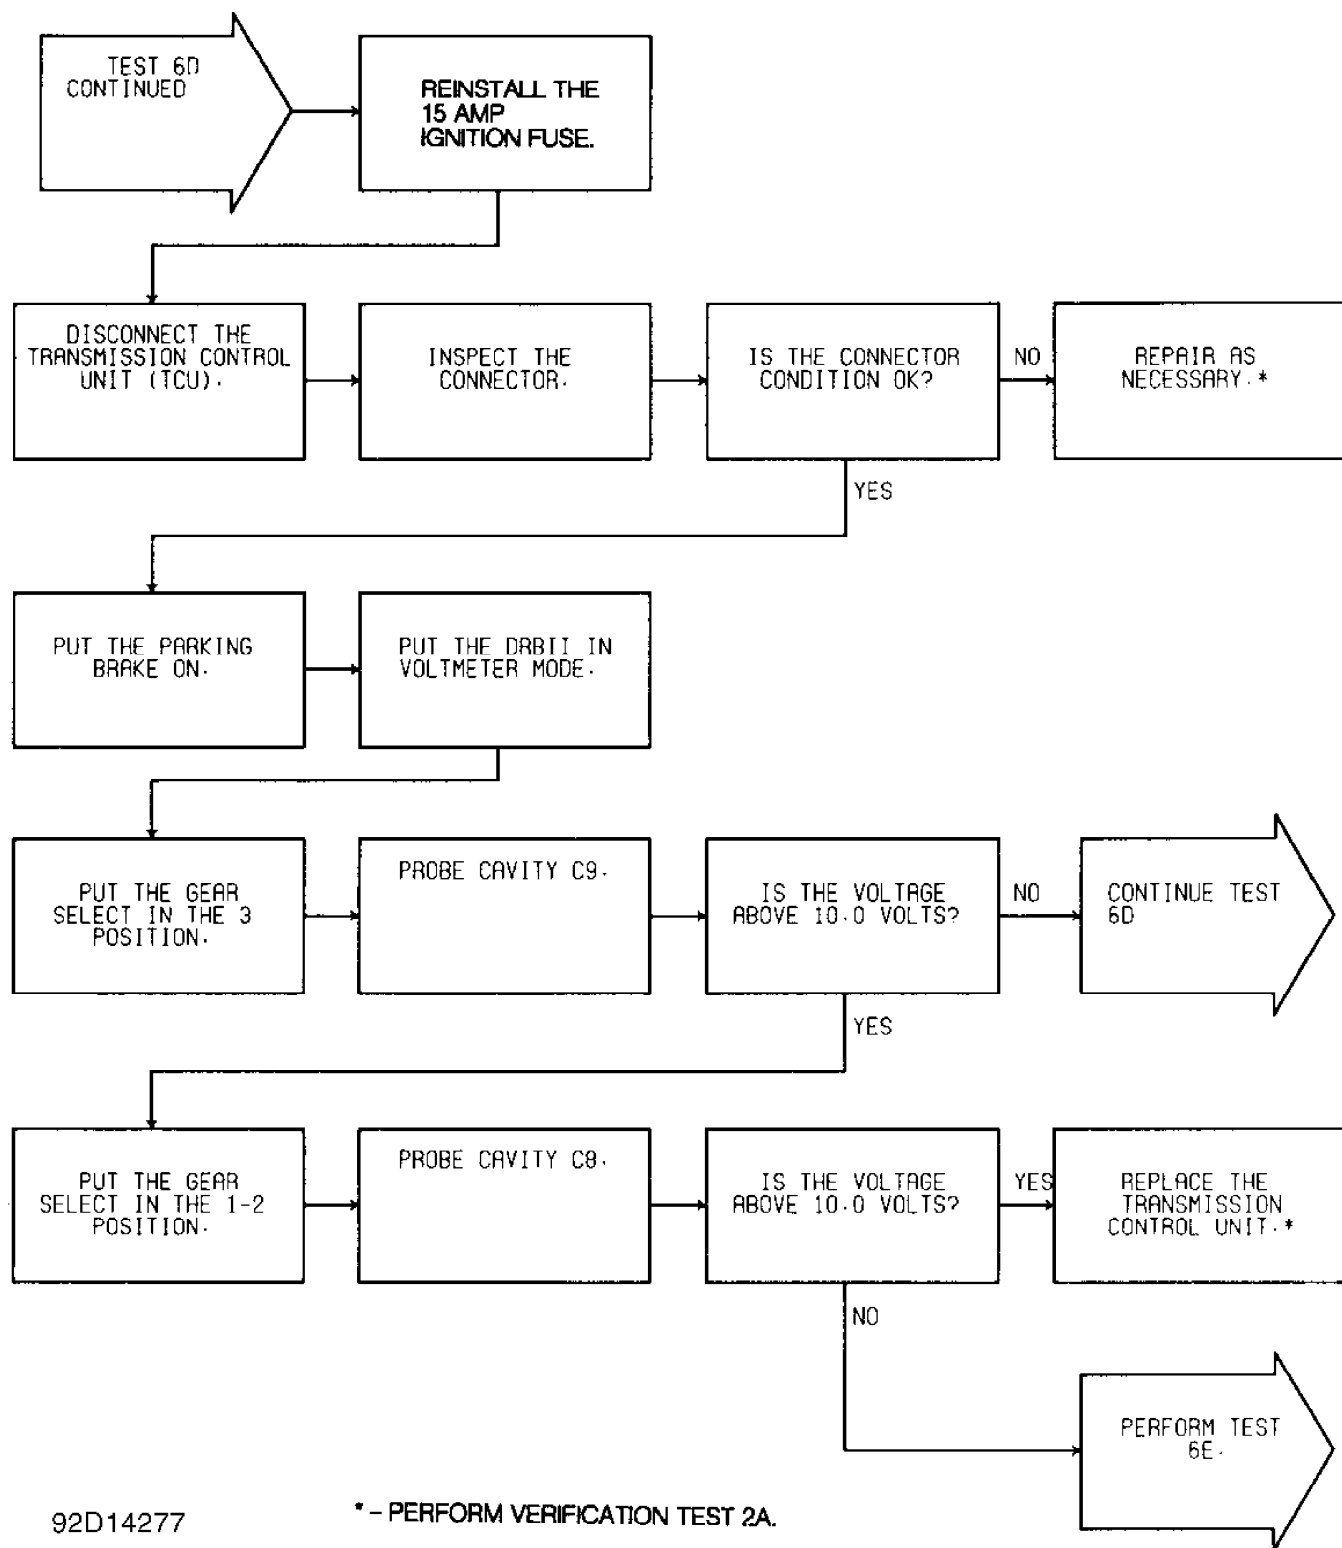 TEST 6D
CONTINUED
REINSTALL THE
15 AMP
IGNITION FUSE.
DISCONNECT THE
TRANSMISSION CONTROL
UNIT (TCU).
INSPECT THE
CONNECTOR.
IS THE CONNECTOR
CONDITION OK?
NO
REPAIR AS
NECESSARY.*
YES
PUT THE PARKING
BRAKE ON.
PUT THE DRBII IN
VOLTMETER MODE.
PUT THE GEAR
SELECT IN THE 3
POSITION.
PROBE CAVITY C9.
IS THE VOLTAGE
ABOVE 10.0 VOLTS?
NO
CONTINUE TEST
6D
YES
PUT THE GEAR
SELECT IN THE 1-2
POSITION.
PROBE CAVITY C8.
IS THE VOLTAGE
ABOVE 10.0 VOLTS?
YES
REPLACE THE
TRANSMISSION
CONTROL UNIT.*
NO
PERFORM TEST
6E.
92D14277
* - PERFORM VERIFICATION TEST 2A.